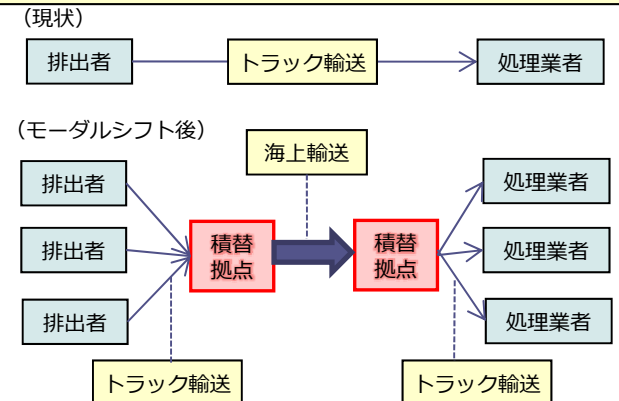 （現状）
排出者
トラック輸送
処理業者
（モーダルシフト後）
海上輸送
排出者
処理業者
積替
拠点
積替
拠点
排出者
処理業者
排出者
処理業者
トラック輸送
トラック輸送